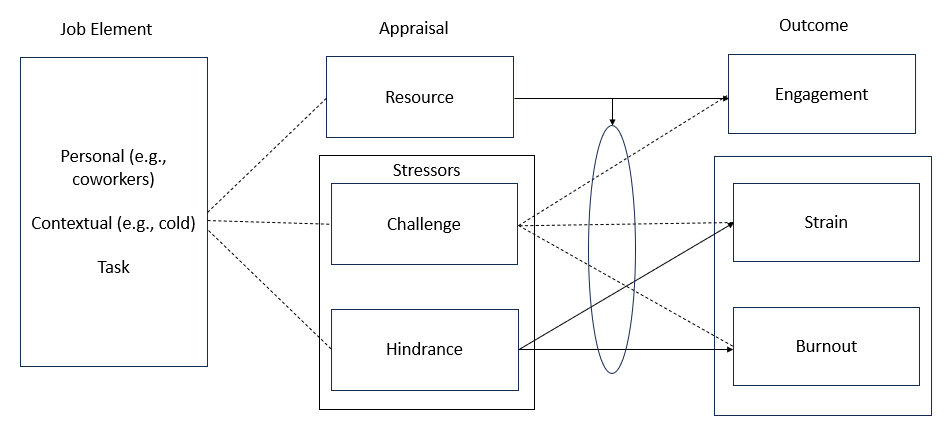 Job Element
Appraisal
Outcome
Personal (e.g.,
coworkers)
Contextual (e.g., cold)
Task
Resource
Stressors
Challenge
Hindrance
Engagement
Strain
Burnout